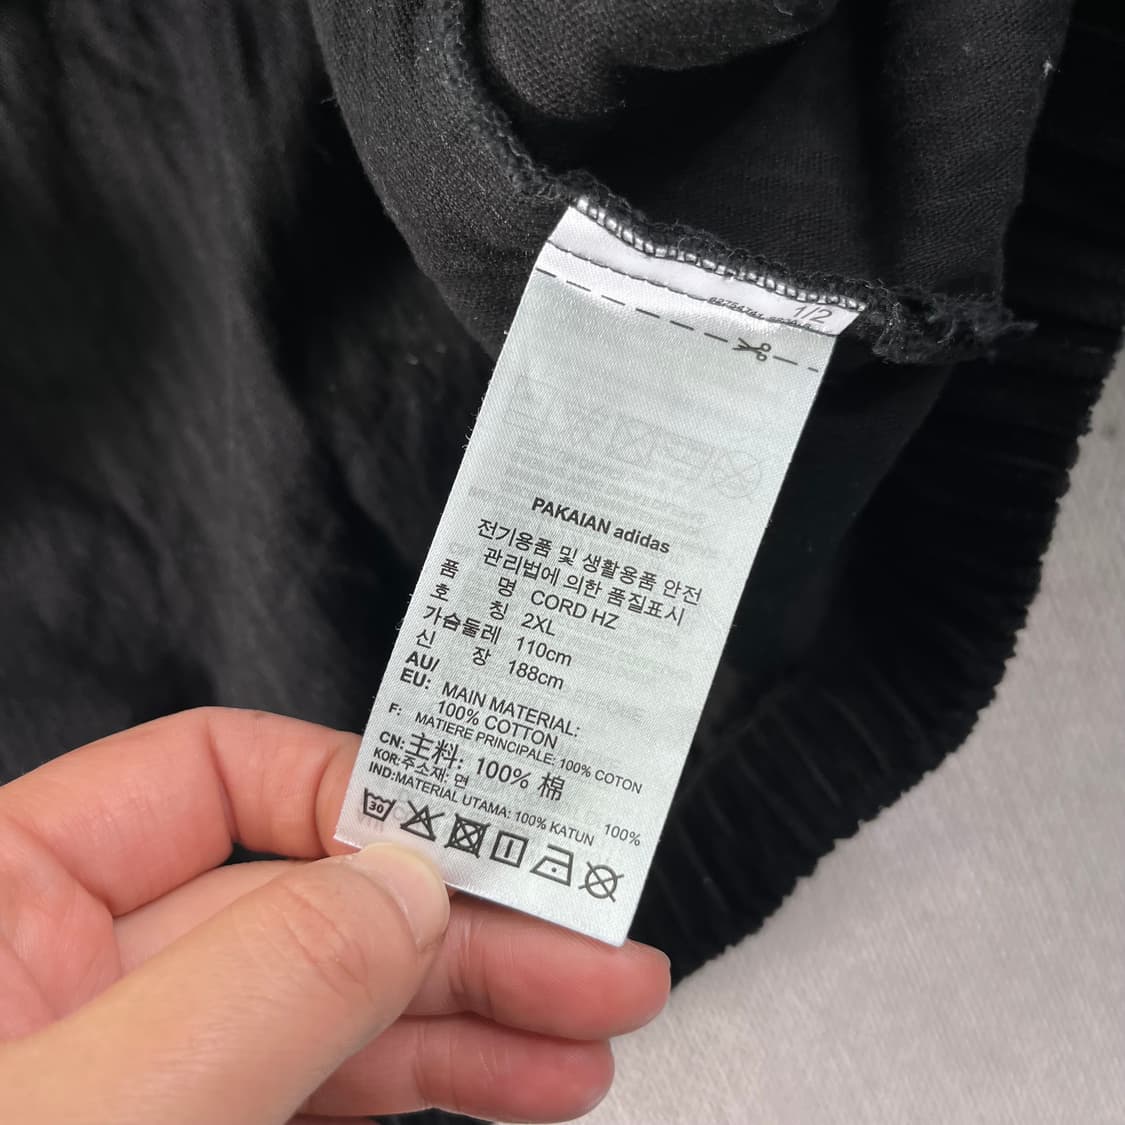 1/2
PAKAIAN adidas
전기용품 및 생활용품 안전
관리법에 의한 품질표시
품 명 CORD HZ
호 칭 2XL
가슴둘레 110cm
신 장 188cm
AU/
EU: MAIN MATERIAL:
100% COTTON
F: MATIERE PRINCIPALE: 100% COTON
CN: 主料: 100% 棉
KOR: 주소재: 면 100%
IND:MATERIAL UTAMA: 100% KATUN
30